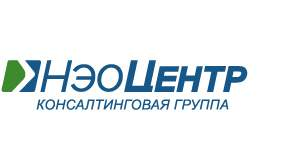 НэоЦентр
консалтинговая группа